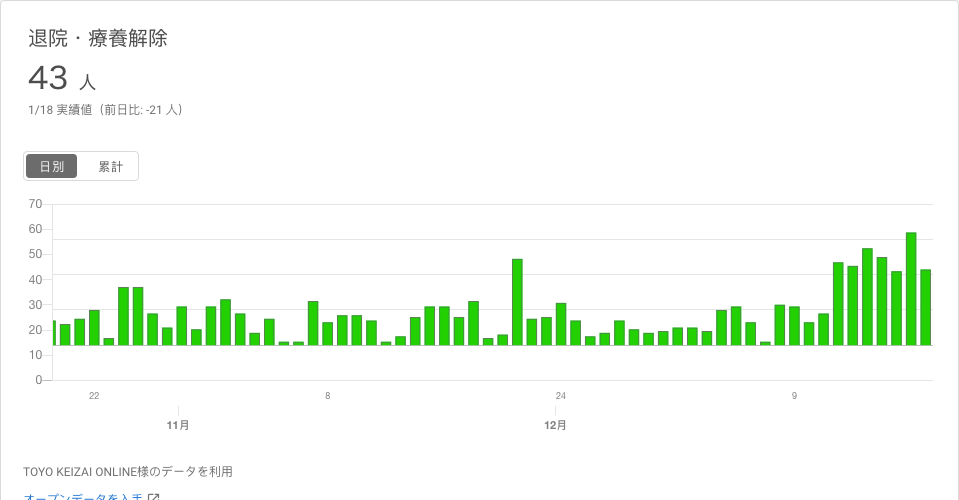 退院・療養解除
43 人
1/18 実績値（前日比: -21 人）
日別 累計
70
60
50
40
30
20
10
0
22 8 24 9
11月 12月
TOYO KEIZAI ONLINE様のデータを利用
オープンデータを入手